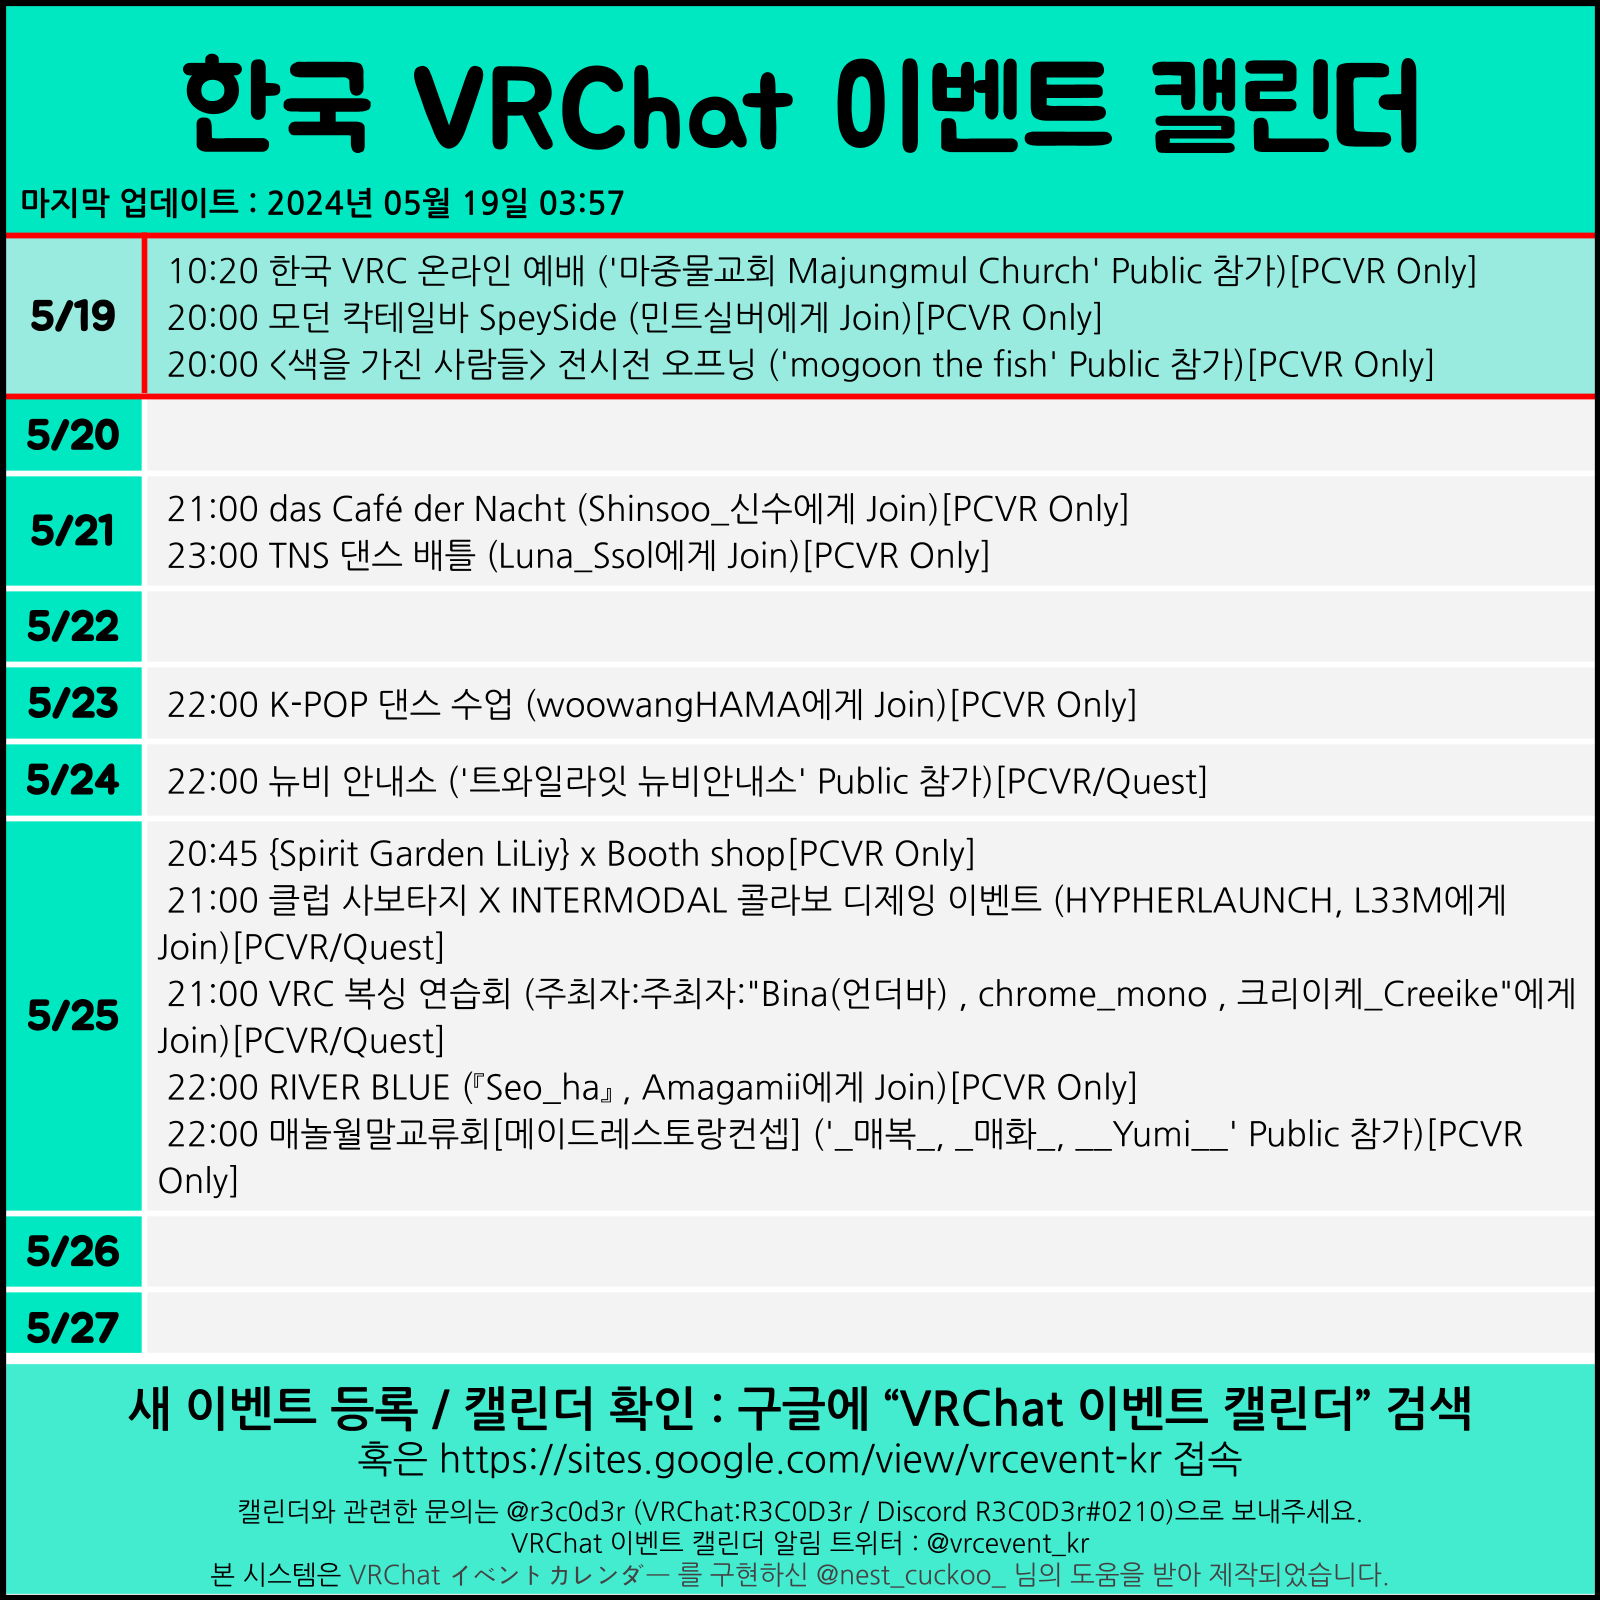 한국 VRChat 이벤트 캘린더
마지막 업데이트 : 2024년 05월 19일 03:57
5/19
10:20 한국 VRC 온라인 예배 ('마중물교회 Majungmul Church' Public 참가)[PCVR Only]
20:00 모던 칵테일바 SpeySide (민트실버에게 Join)[PCVR Only]
20:00 <색을 가진 사람들> 전시전 오프닝 ('mogoon the fish' Public 참가)[PCVR Only]
5/20
5/21
21:00 das Café der Nacht (Shinsoo_신수에게 Join)[PCVR Only]
23:00 TNS 댄스 배틀 (Luna_Ssol에게 Join)[PCVR Only]
5/22
5/23
22:00 K-POP 댄스 수업 (woowangHAMA에게 Join)[PCVR Only]
5/24
22:00 뉴비 안내소 ('트와일라잇 뉴비안내소' Public 참가)[PCVR/Quest]
5/25
20:45 {Spirit Garden LiLiy} x Booth shop[PCVR Only]
21:00 클럽 사보타지 X INTERMODAL 콜라보 디제잉 이벤트 (HYPHERLAUNCH, L33M에게
Join)[PCVR/Quest]
21:00 VRC 복싱 연습회 (주최자:주최자:"Bina(언더바) , chrome_mono , 크리이케_Creeike"에게
Join)[PCVR/Quest]
22:00 RIVER BLUE (『Seo_ha』, Amagamii에게 Join)[PCVR Only]
22:00 매놀월말교류회[메이드레스토랑컨셉] ('_매복_, _매화_, __Yumi__' Public 참가)[PCVR
Only]
5/26
5/27
새 이벤트 등록 / 캘린더 확인 : 구글에 “VRChat 이벤트 캘린더” 검색
혹은 https://sites.google.com/view/vrcevent-kr 접속
캘린더와 관련한 문의는 @r3c0d3r (VRChat:R3C0D3r / Discord R3C0D3r#0210)으로 보내주세요.
VRChat 이벤트 캘린더 알림 트위터 : @vrcevent_kr
본 시스템은 VRChat イベントカレンダー 를 구현하신 @nest_cuckoo_ 님의 도움을 받아 제작되었습니다.